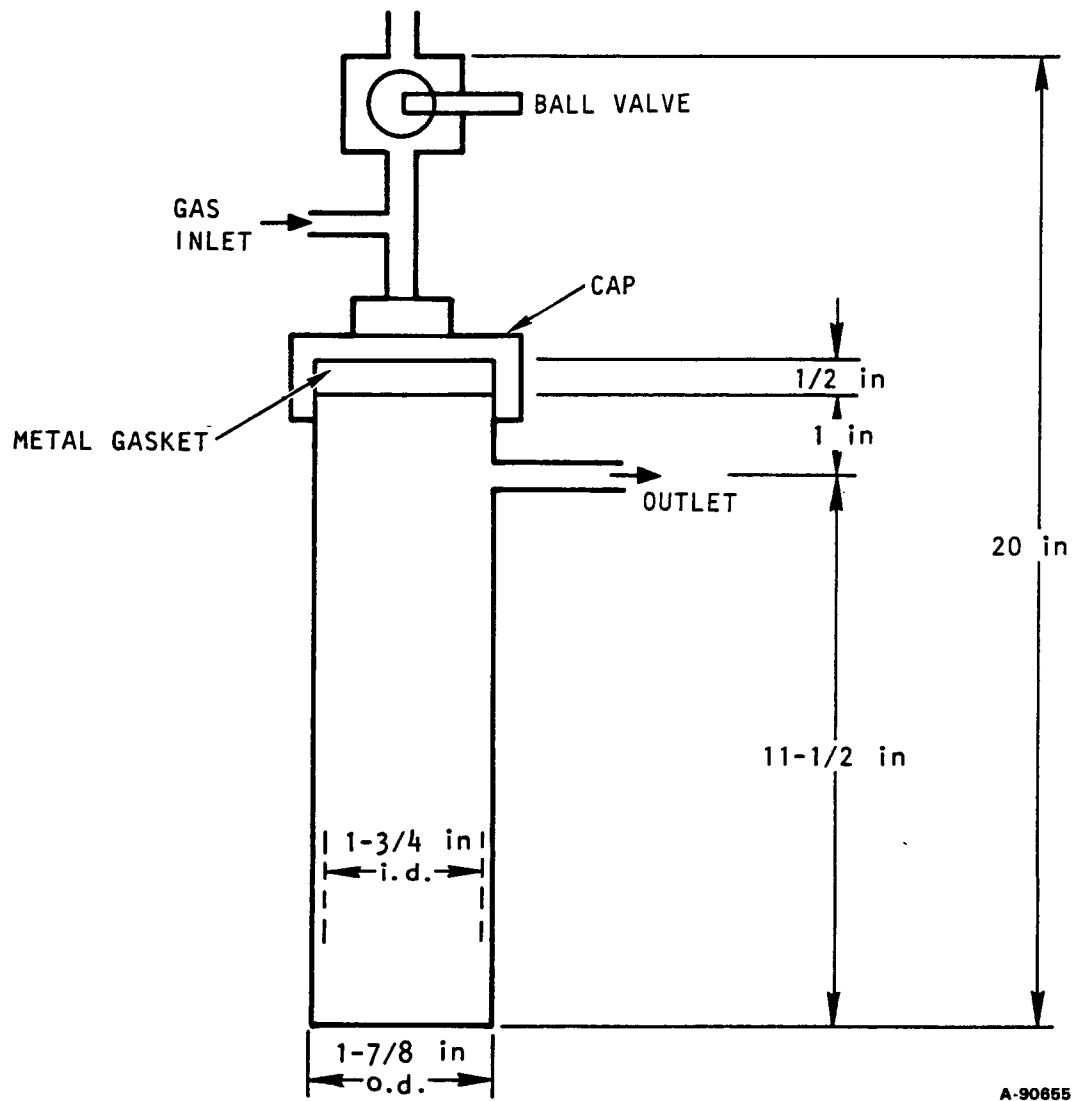 BALL VALVE
GAS
INLET
CAP
1/2 in
METAL GASKET
1 in
OUTLET
20 in
11-1/2 in
1-3/4 in
i.d.
1-7/8 in
o.d.
A-90655